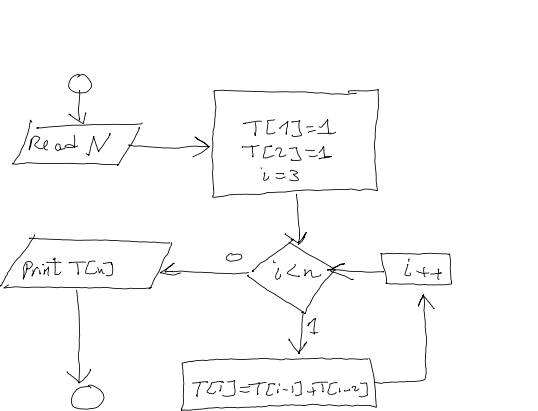 Read N
T[1]=1
T[2]=1
i=3
0
i<n
i++
Print T[n]
1
T[i]=T[i-1]+T[i-2]